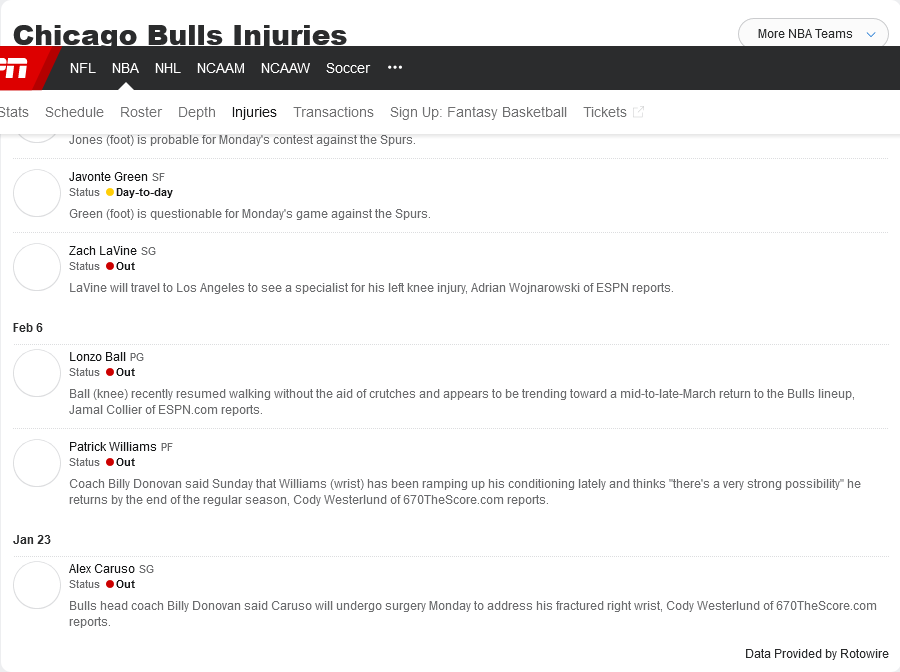 Chicago Bulls Injuries
More NBA Teams
NFL NBA NHL NCAAM NCAAW Soccer •••
Stats Schedule Roster Depth Injuries Transactions Sign Up: Fantasy Basketball Tickets
Jones (foot) is probable for Monday's contest against the Spurs.
Javonte Green SF
Status Day-to-day
Green (foot) is questionable for Monday's game against the Spurs.
Zach LaVine SG
Status Out
LaVine will travel to Los Angeles to see a specialist for his left knee injury, Adrian Wojnarowski of ESPN reports.
Feb 6
Lonzo Ball PG
Status Out
Ball (knee) recently resumed walking without the aid of crutches and appears to be trending toward a mid-to-late-March return to the Bulls lineup,
Jamal Collier of ESPN.com reports.
Patrick Williams PF
Status Out
Coach Billy Donovan said Sunday that Williams (wrist) has been ramping up his conditioning lately and thinks "there's a very strong possibility" he
returns by the end of the regular season, Cody Westerlund of 670TheScore.com reports.
Jan 23
Alex Caruso SG
Status Out
Bulls head coach Billy Donovan said Caruso will undergo surgery Monday to address his fractured right wrist, Cody Westerlund of 670TheScore.com
reports.
Data Provided by Rotowire